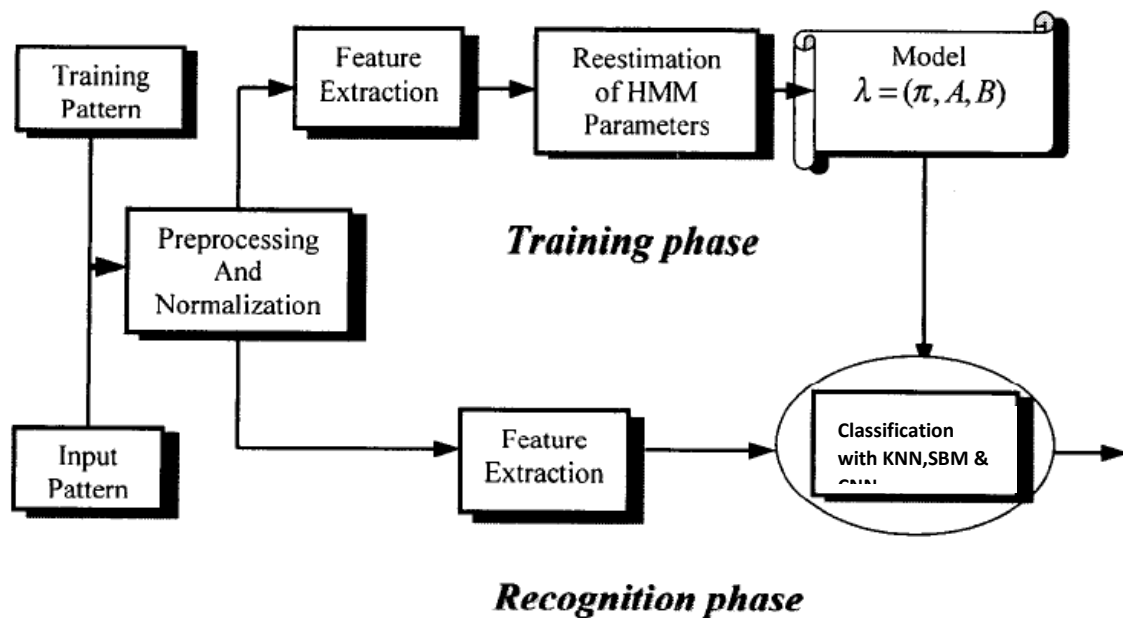 Training
Pattern
Feature
Extraction
Reestimation
of HMM
Parameters
Model
λ = (π, A, B)
Preprocessing
And
Normalization
Training phase
Input
Pattern
Feature
Extraction
Classification
with KNN,SBM &
Recognition phase